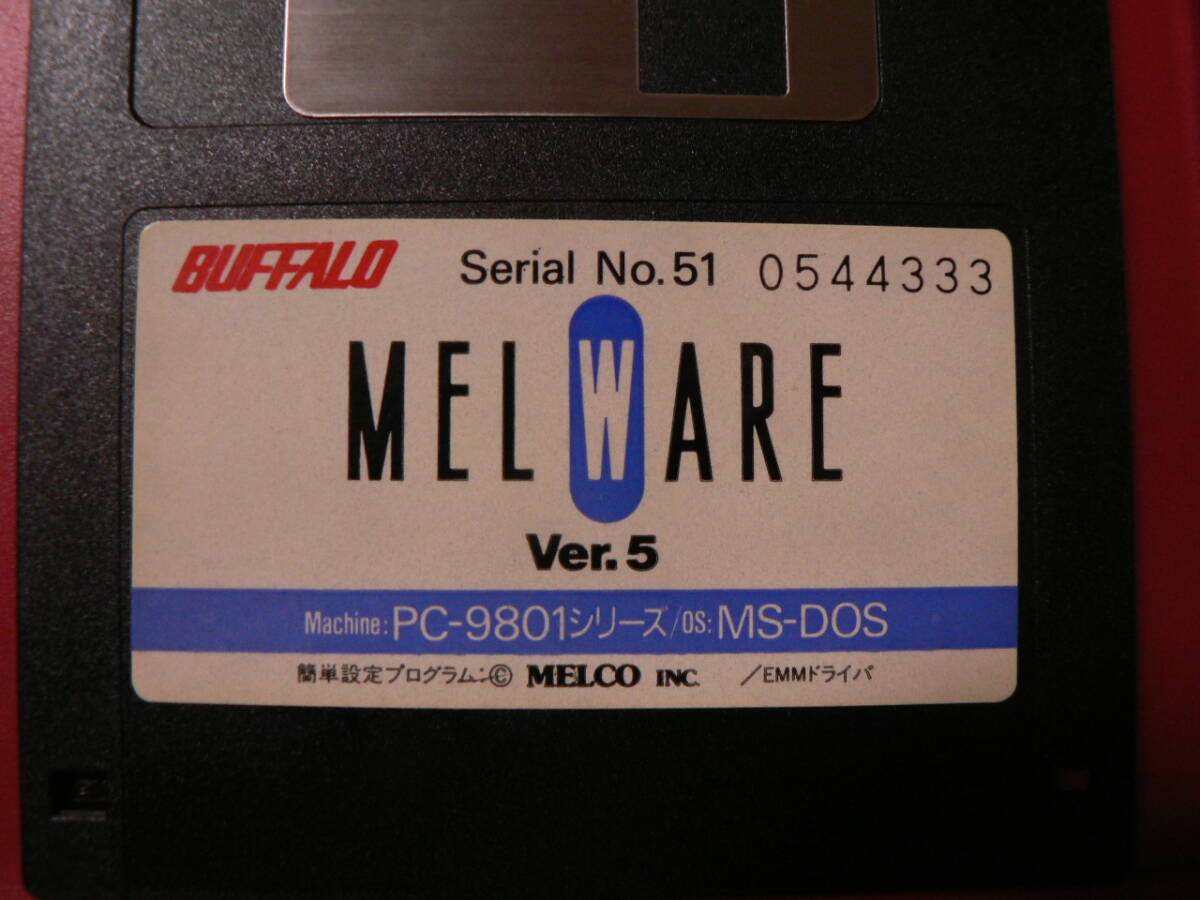 BUFFALO Serial No.51 0544333
MELWARE
Ver.5
Machine:PC-9801シリーズ/OS:MS-DOS
簡単設定プログラム:© MELCO INC. /EMMドライバ